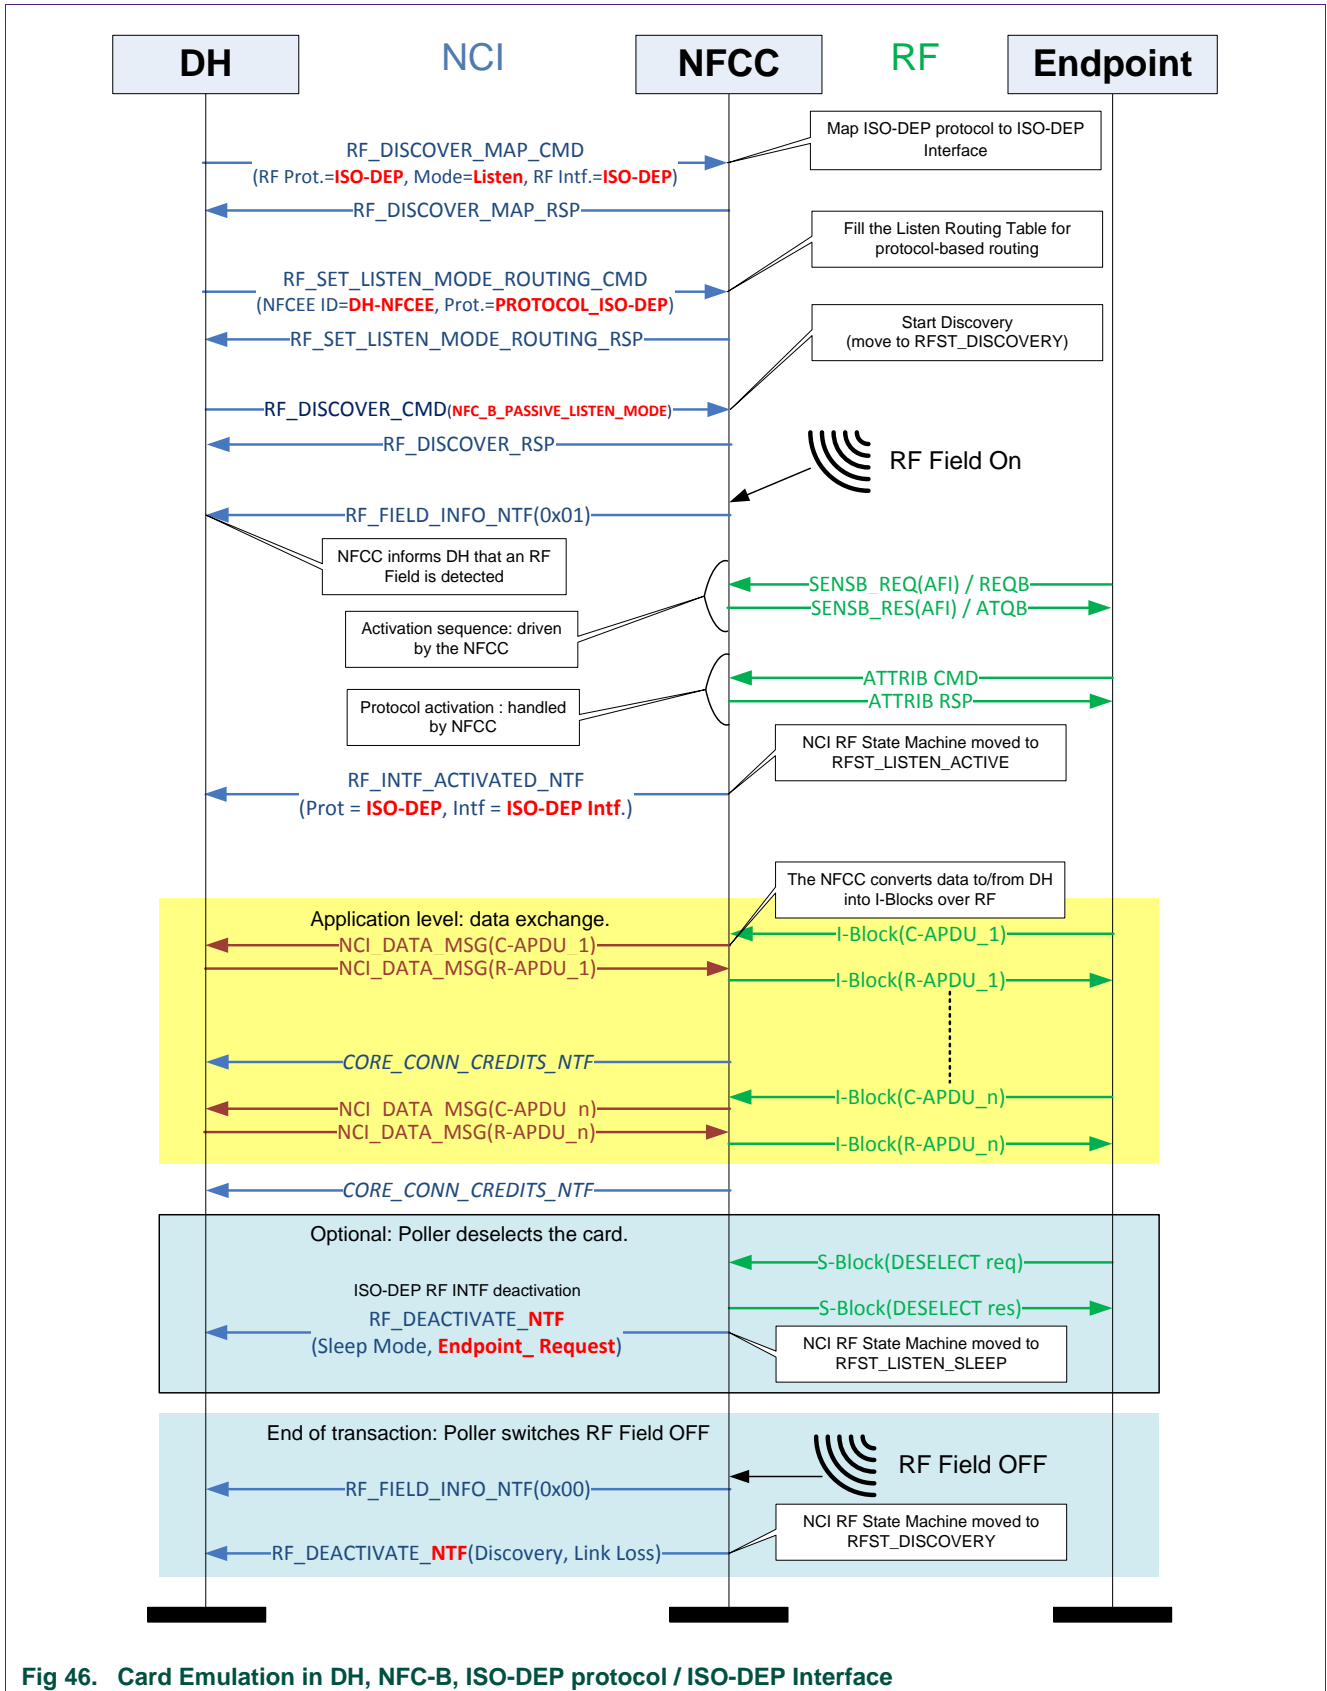 DH
NCI
NFCC
RF
Endpoint
Map ISO-DEP protocol to ISO-DEP
Interface
RF_DISCOVER_MAP_CMD
(RF Prot.=ISO-DEP, Mode=Listen, RF Intf.=ISO-DEP)
RF_DISCOVER_MAP_RSP
Fill the Listen Routing Table for
protocol-based routing
RF_SET_LISTEN_MODE_ROUTING_CMD
(NFCEE ID=DH-NFCEE, Prot.=PROTOCOL_ISO-DEP)
RF_SET_LISTEN_MODE_ROUTING_RSP
Start Discovery
(move to RFST_DISCOVERY)
RF_DISCOVER_CMD(NFC_B_PASSIVE_LISTEN_MODE)
RF_DISCOVER_RSP
RF Field On
RF_FIELD_INFO_NTF(0x01)
NFCC informs DH that an RF
Field is detected
SENSB_REQ(AFI) / REQB
SENSB_RES(AFI) / ATQB
Activation sequence: driven
by the NFCC
ATTRIB CMD
ATTRIB RSP
Protocol activation : handled
by NFCC
NCI RF State Machine moved to
RFST_LISTEN_ACTIVE
RF_INTF_ACTIVATED_NTF
(Prot = ISO-DEP, Intf = ISO-DEP Intf.)
The NFCC converts data to/from DH
into I-Blocks over RF
Application level: data exchange.
I-Block(C-APDU_1)
NCI_DATA_MSG(C-APDU_1)
NCI_DATA_MSG(R-APDU_1)
I-Block(R-APDU_1)
CORE_CONN_CREDITS_NTF
I-Block(C-APDU_n)
NCI_DATA_MSG(C-APDU_n)
NCI_DATA_MSG(R-APDU_n)
I-Block(R-APDU_n)
CORE_CONN_CREDITS_NTF
Optional: Poller deselects the card.
S-Block(DESELECT req)
ISO-DEP RF INTF deactivation
S-Block(DESELECT res)
RF_DEACTIVATE_NTF
(Sleep Mode, Endpoint_ Request)
NCI RF State Machine moved to
RFST_LISTEN_SLEEP
End of transaction: Poller switches RF Field OFF
RF Field OFF
RF_FIELD_INFO_NTF(0x00)
NCI RF State Machine moved to
RFST_DISCOVERY
RF_DEACTIVATE_NTF(Discovery, Link Loss)
Fig 46. Card Emulation in DH, NFC-B, ISO-DEP protocol / ISO-DEP Interface